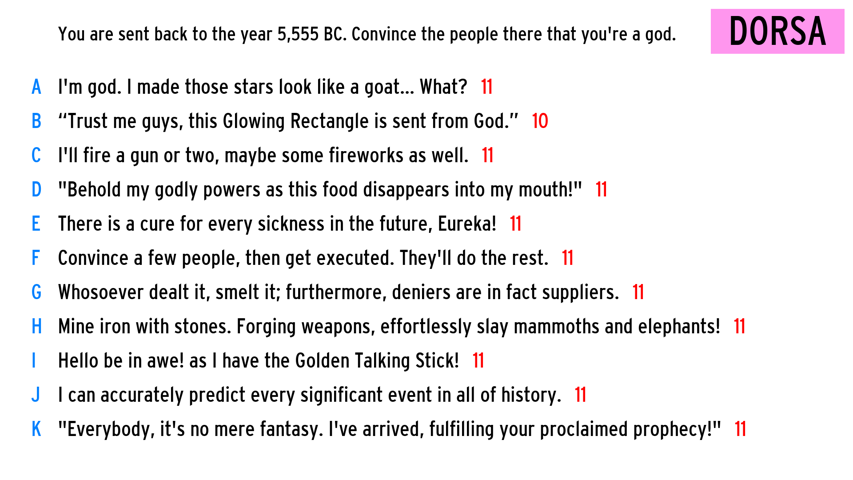 You are sent back to the year 5,555 BC. Convince the people there that you're a god.
DORSA
A I'm god. I made those stars look like a goat... What? 11
B “Trust me guys, this Glowing Rectangle is sent from God.” 10
C I'll fire a gun or two, maybe some fireworks as well. 11
D "Behold my godly powers as this food disappears into my mouth!" 11
E There is a cure for every sickness in the future, Eureka! 11
F Convince a few people, then get executed. They'll do the rest. 11
G Whosoever dealt it, smelt it; furthermore, deniers are in fact suppliers. 11
H Mine iron with stones. Forging weapons, effortlessly slay mammoths and elephants! 11
I Hello be in awe! as I have the Golden Talking Stick! 11
J I can accurately predict every significant event in all of history. 11
K "Everybody, it's no mere fantasy. I've arrived, fulfilling your proclaimed prophecy!" 11